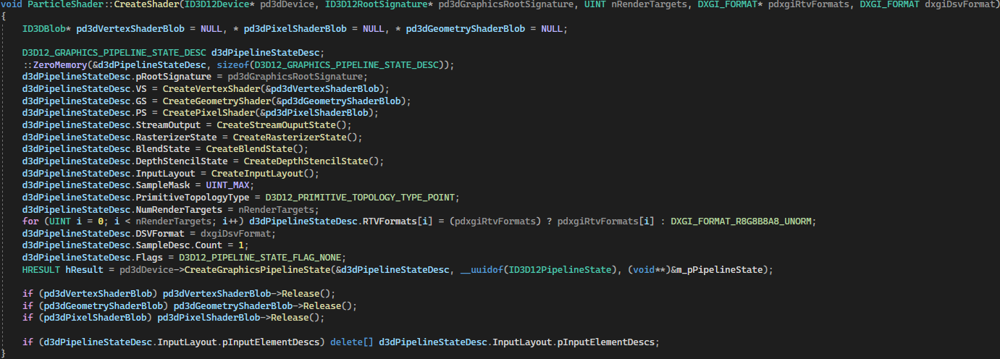 void ParticleShader::CreateShader(ID3D12Device* pd3dDevice, ID3D12RootSignature* pd3dGraphicsRootSignature, UINT nRenderTargets, DXGI_FORMAT* pdxgiRtvFormats, DXGI_FORMAT dxgiDsvFormat)
{
    ID3DBlob* pd3dVertexShaderBlob = NULL, * pd3dPixelShaderBlob = NULL, * pd3dGeometryShaderBlob = NULL;

    D3D12_GRAPHICS_PIPELINE_STATE_DESC d3dPipelineStateDesc;
    ::ZeroMemory(&d3dPipelineStateDesc, sizeof(D3D12_GRAPHICS_PIPELINE_STATE_DESC));
    d3dPipelineStateDesc.pRootSignature = pd3dGraphicsRootSignature;
    d3dPipelineStateDesc.VS = CreateVertexShader(&pd3dVertexShaderBlob);
    d3dPipelineStateDesc.GS = CreateGeometryShader(&pd3dGeometryShaderBlob);
    d3dPipelineStateDesc.PS = CreatePixelShader(&pd3dPixelShaderBlob);
    d3dPipelineStateDesc.StreamOutput = CreateStreamOuputState();
    d3dPipelineStateDesc.RasterizerState = CreateRasterizerState();
    d3dPipelineStateDesc.BlendState = CreateBlendState();
    d3dPipelineStateDesc.DepthStencilState = CreateDepthStencilState();
    d3dPipelineStateDesc.InputLayout = CreateInputLayout();
    d3dPipelineStateDesc.SampleMask = UINT_MAX;
    d3dPipelineStateDesc.PrimitiveTopologyType = D3D12_PRIMITIVE_TOPOLOGY_TYPE_POINT;
    d3dPipelineStateDesc.NumRenderTargets = nRenderTargets;
    for (UINT i = 0; i < nRenderTargets; i++) d3dPipelineStateDesc.RTVFormats[i] = (pdxgiRtvFormats) ? pdxgiRtvFormats[i] : DXGI_FORMAT_R8G8B8A8_UNORM;
    d3dPipelineStateDesc.DSVFormat = dxgiDsvFormat;
    d3dPipelineStateDesc.SampleDesc.Count = 1;
    d3dPipelineStateDesc.Flags = D3D12_PIPELINE_STATE_FLAG_NONE;
    HRESULT hResult = pd3dDevice->CreateGraphicsPipelineState(&d3dPipelineStateDesc, __uuidof(ID3D12PipelineState), (void**)&m_pPipelineState);

    if (pd3dVertexShaderBlob) pd3dVertexShaderBlob->Release();
    if (pd3dGeometryShaderBlob) pd3dGeometryShaderBlob->Release();
    if (pd3dPixelShaderBlob) pd3dPixelShaderBlob->Release();

    if (d3dPipelineStateDesc.InputLayout.pInputElementDescs) delete[] d3dPipelineStateDesc.InputLayout.pInputElementDescs;
}